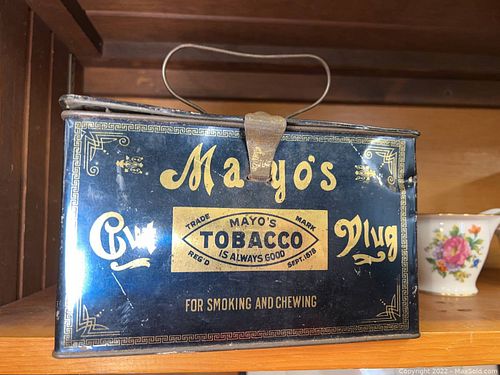 Mayo's
Cut Plug
TRADE MARK
MAYO'S
TOBACCO
IS ALWAYS GOOD
REG'D SEPT. 1878
FOR SMOKING AND CHEWING
Copyright 2022 - MaxSold.com